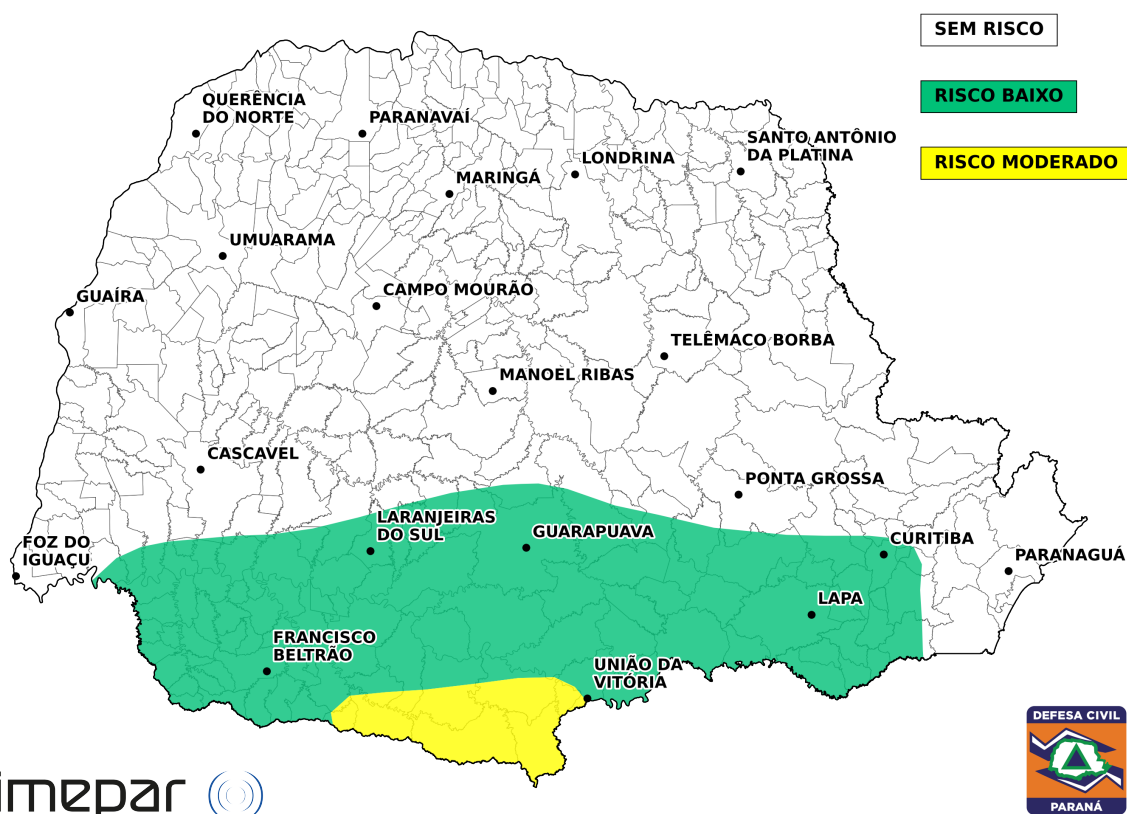 SEM RISCO
RISCO BAIXO
RISCO MODERADO
QUERÊNCIA
DO NORTE
PARANAVAÍ
SANTO ANTÔNIO
DA PLATINA
LONDRINA
MARINGÁ
UMUARAMA
CAMPO MOURÃO
GUAÍRA
TELÊMACO BORBA
MANOEL RIBAS
CASCAVEL
PONTA GROSSA
LARANJEIRAS
DO SUL
GUARAPUAVA
CURITIBA
FOZ DO
IGUAÇU
PARANAGUÁ
LAPA
FRANCISCO
BELTRÃO
UNIÃO DA
VITÓRIA
imepar
DEFESA CIVIL
PARANÁ